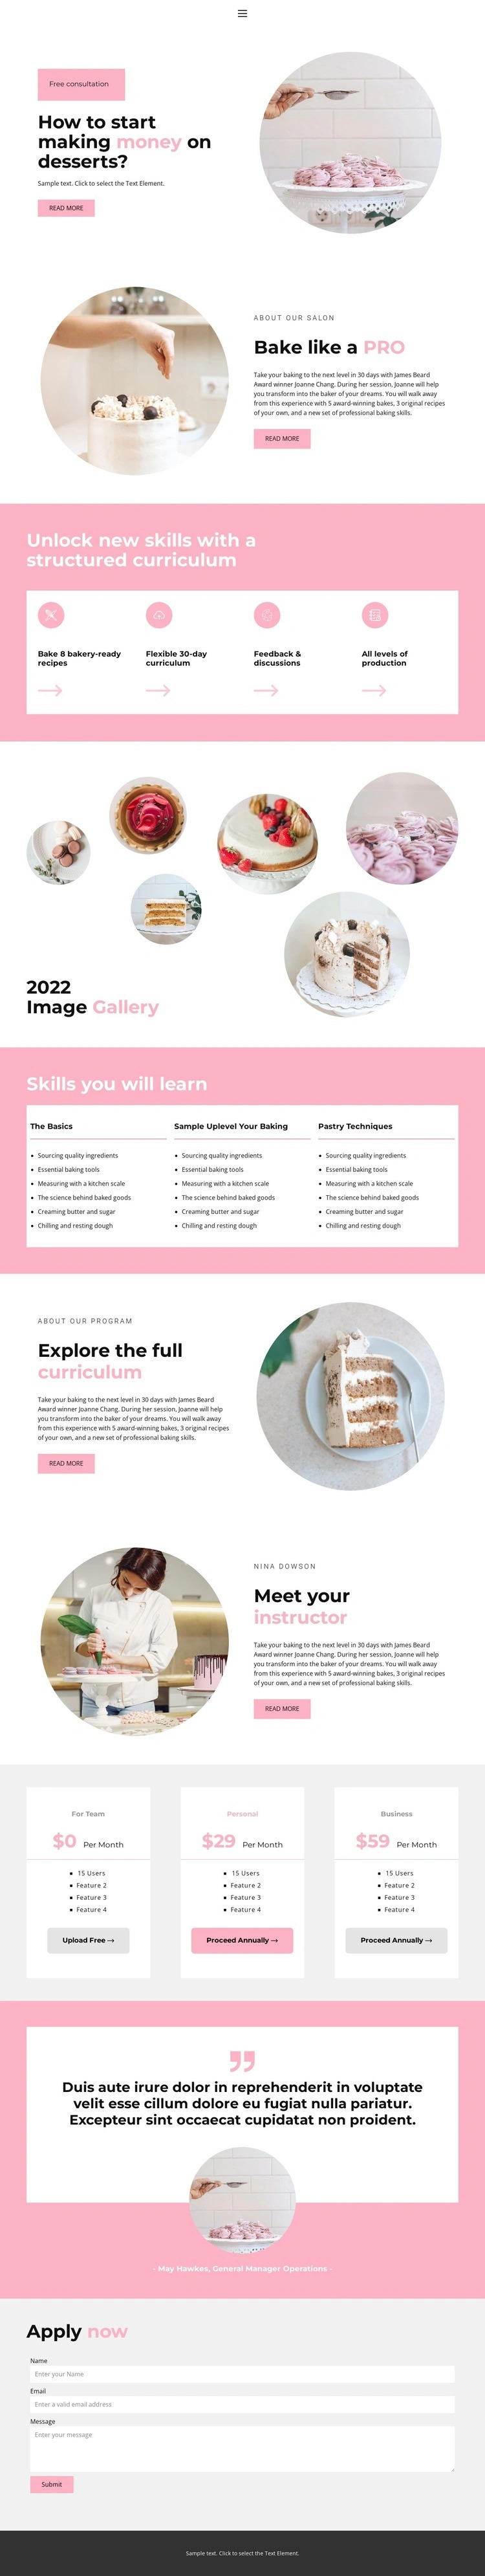 Free consultation
How to start
making money on
desserts?
Sample text. Click to select the Text Element.
READ MORE
ABOUT OUR SALON
Bake like a PRO
Take your baking to the next level in 30 days with James Beard
Award winner Joanne Chang. During her session, Joanne will help
you transform into the baker of your dreams. You will walk away
from this experience with 5 award-winning bakes, 3 original recipes
of your own, and a new set of professional baking skills.
READ MORE
Unlock new skills with a
structured curriculum
Bake 8 bakery-ready
recipes
Flexible 30-day
curriculum
Feedback &
discussions
All levels of
production
2022
Image Gallery
Skills you will learn
The Basics
Sourcing quality ingredients
Essential baking tools
Measuring with a kitchen scale
The science behind baked goods
Creaming butter and sugar
Chilling and resting dough
Sample Uplevel Your Baking
Sourcing quality ingredients
Essential baking tools
Measuring with a kitchen scale
The science behind baked goods
Creaming butter and sugar
Chilling and resting dough
Pastry Techniques
Sourcing quality ingredients
Essential baking tools
Measuring with a kitchen scale
The science behind baked goods
Creaming butter and sugar
Chilling and resting dough
ABOUT OUR PROGRAM
Explore the full
curriculum
Take your baking to the next level in 30 days with James Beard
Award winner Joanne Chang. During her session, Joanne will help
you transform into the baker of your dreams. You will walk away
from this experience with 5 award-winning bakes, 3 original recipes
of your own, and a new set of professional baking skills.
READ MORE
NINA DOWSON
Meet your
instructor
Take your baking to the next level in 30 days with James Beard
Award winner Joanne Chang. During her session, Joanne will help
you transform into the baker of your dreams. You will walk away
from this experience with 5 award-winning bakes, 3 original recipes
of your own, and a new set of professional baking skills.
READ MORE
For Team
$0 Per Month
15 Users
Feature 2
Feature 3
Feature 4
Upload Free →
Personal
$29 Per Month
15 Users
Feature 2
Feature 3
Feature 4
Proceed Annually →
Business
$59 Per Month
15 Users
Feature 2
Feature 3
Feature 4
Proceed Annually →
”
Duis aute irure dolor in reprehenderit in voluptate
velit esse cillum dolore eu fugiat nulla pariatur.
Excepteur sint occaecat cupidatat non proident.
- May Hawkes, General Manager Operations -
Apply now
Name
Enter your Name
Email
Enter a valid email address
Message
Enter your message
Submit
Sample text. Click to select the Text Element.